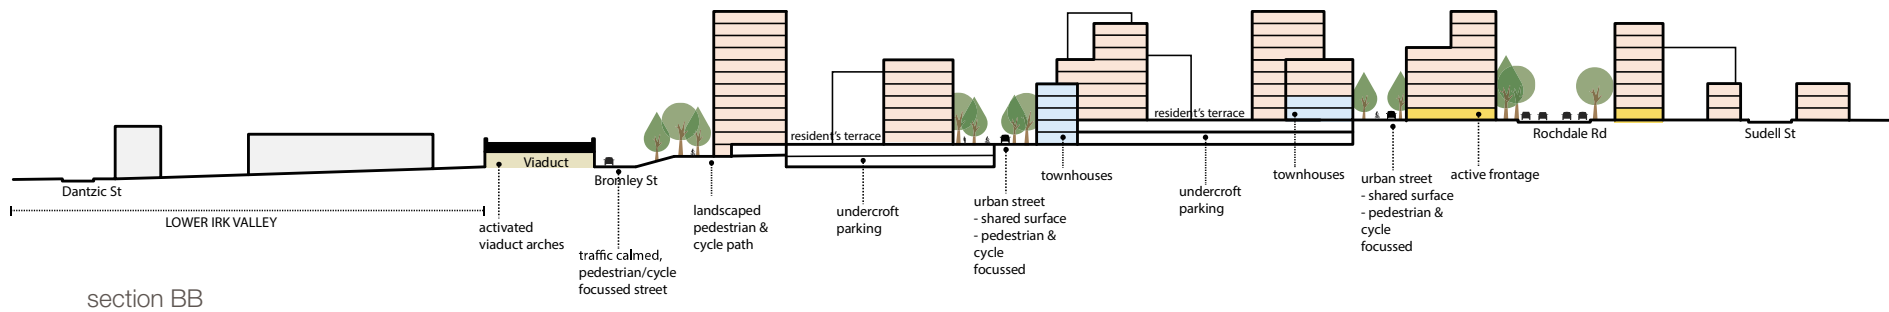 resident's terrace
resident's terrace
Viaduct
Rochdale Rd
Sudell St
Dantzic St
Bromley St
LOWER IRK VALLEY
activated
viaduct arches
traffic calmed,
pedestrian/cycle
focussed street
landscaped
pedestrian &
cycle path
undercroft
parking
urban street
- shared surface
- pedestrian &
cycle
focussed
townhouses
undercroft
parking
townhouses
urban street
- shared surface
- pedestrian &
cycle
focussed
active frontage
section BB